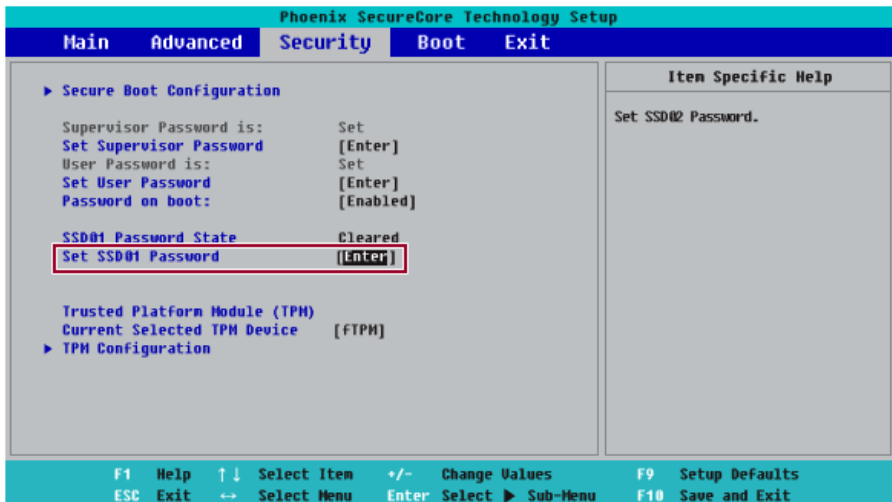 Phoenix SecureCore Technology Setup
Main Advanced Security Boot Exit
Item Specific Help
▶ Secure Boot Configuration
Set SSD02 Password.
Supervisor Password is: Set
Set Supervisor Password [Enter]
User Password is: Set
Set User Password [Enter]
Password on boot: [Enabled]
SSD01 Password State Cleared
Set SSD01 Password [Enter]
Trusted Platform Module (TPM)
Current Selected TPM Device [fTPM]
▶ TPM Configuration
F1 Help ↑↓ Select Item +/- Change Values F9 Setup Defaults
ESC Exit ↔ Select Menu Enter Select ▶ Sub-Menu F10 Save and Exit